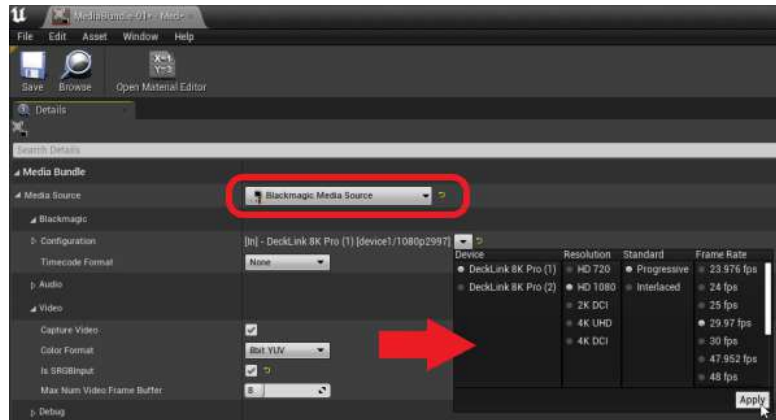 MediaBundle-01* - Med
File Edit Asset Window Help
Save Browse Open Material Editor
Details
Search Details
Media Bundle
Media Source Blackmagic Media Source
Blackmagic
Configuration [In] - DeckLink 8K Pro (1) [device1/1080p2997]
Timecode Format None
Audio
Video
Capture Video
Color Format 8bit YUV
Is SRGBInput
Max Num Video Frame Buffer 8
Debug
Device Resolution Standard Frame Rate
DeckLink 8K Pro (1) HD 720 Progressive 23.976 fps
DeckLink 8K Pro (2) HD 1080 Interlaced 24 fps
2K DCI 25 fps
4K UHD 29.97 fps
4K DCI 30 fps
47.952 fps
48 fps
Apply